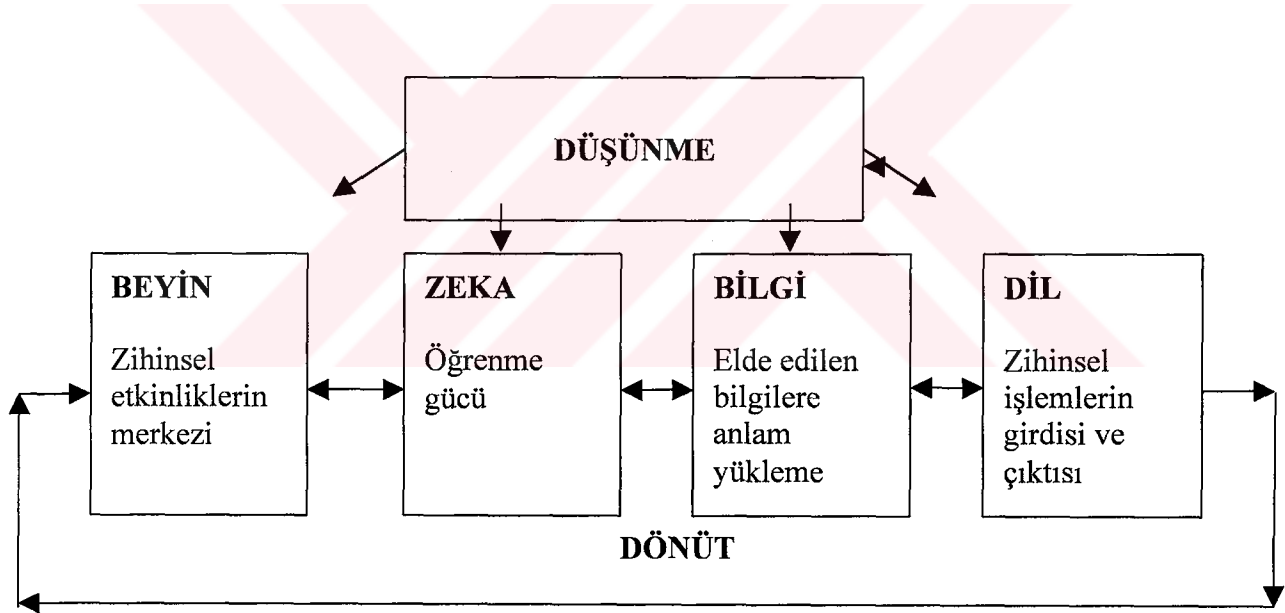 DÜŞÜNME
BEYİN
Zihinsel
etkinliklerin
merkezi
ZEKA
Öğrenme
gücü
BİLGİ
Elde edilen
bilgilere
anlam
yükleme
DİL
Zihinsel
işlemlerin
girdisi ve
çıktısı
DÖNÜT